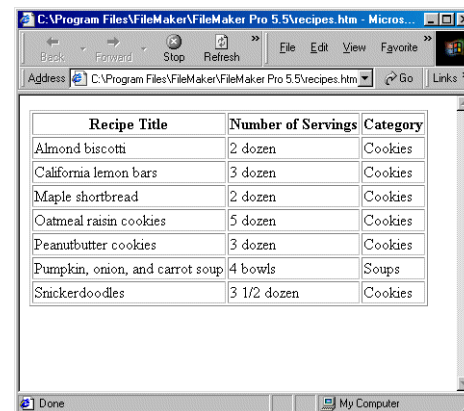 C:\Program Files\FileMaker\FileMaker Pro 5.5\recipes.htm - Micros...
Back Forward Stop Refresh » File Edit View Favorite »
Address C:\Program Files\FileMaker\FileMaker Pro 5.5\recipes.htm Go Links »
Recipe Title Number of Servings Category
Almond biscotti 2 dozen Cookies
California lemon bars 3 dozen Cookies
Maple shortbread 2 dozen Cookies
Oatmeal raisin cookies 5 dozen Cookies
Peanutbutter cookies 3 dozen Cookies
Pumpkin, onion, and carrot soup 4 bowls Soups
Snickerdoodles 3 1/2 dozen Cookies
Done My Computer